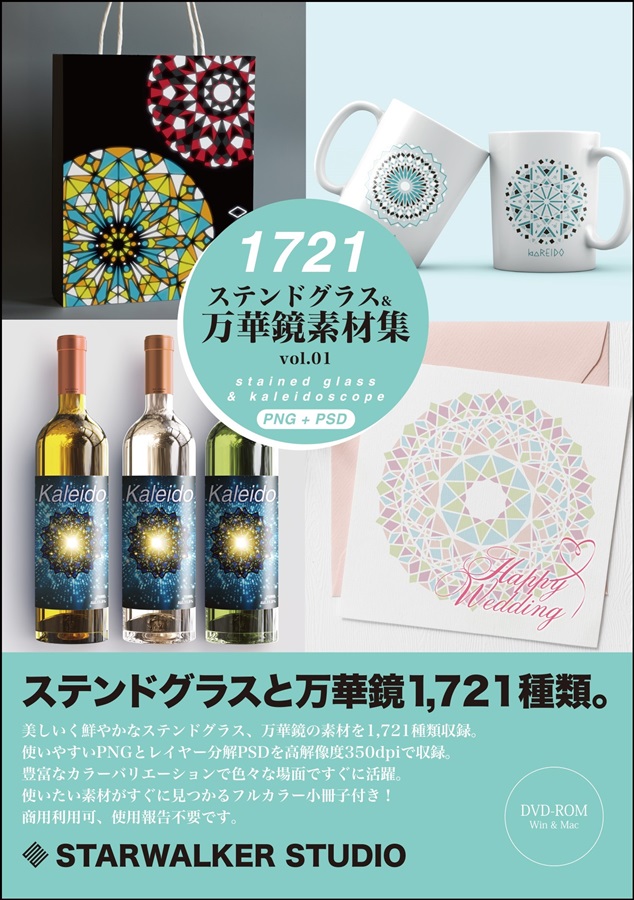 1721
ステンドグラス&
万華鏡素材集
vol.01
stained glass
& kaleidoscope
PNG + PSD
KαREIDO
Kaleido
Kaleido
Kaleido
Happy
Wedding
ステンドグラスと万華鏡1,721種類。
美しいく鮮やかなステンドグラス、万華鏡の素材を1,721種類収録。
使いやすいPNGとレイヤー分解PSDを高解像度350dpiで収録。
豊富なカラーバリエーションで色々な場面ですぐに活躍。
使いたい素材がすぐに見つかるフルカラー小冊子付き！
商用利用可、使用報告不要です。
DVD-ROM
Win & Mac
STARWALKER STUDIO